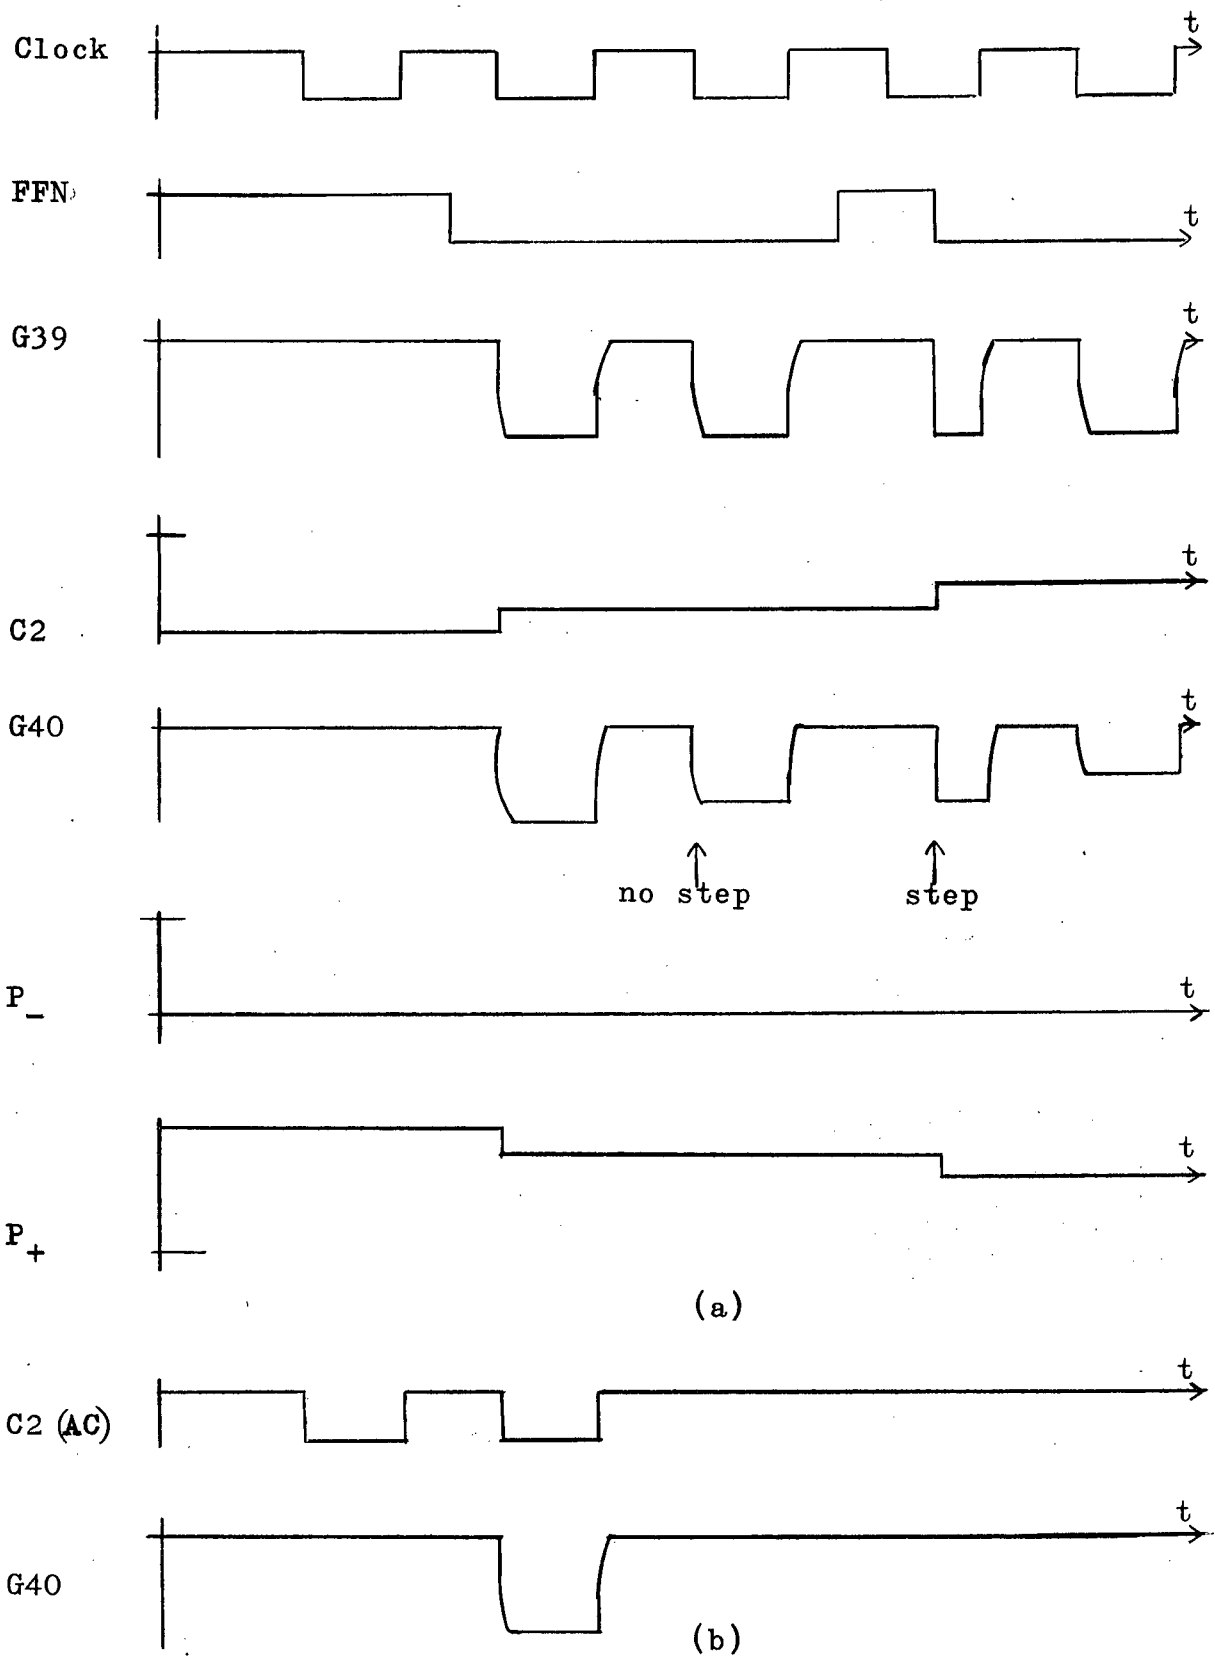 Clock t
FFN t
G39 t
C2 t
G40 t
no step step
P_ t
P+ t
(a)
C2 (AC) t
G40 t
(b)